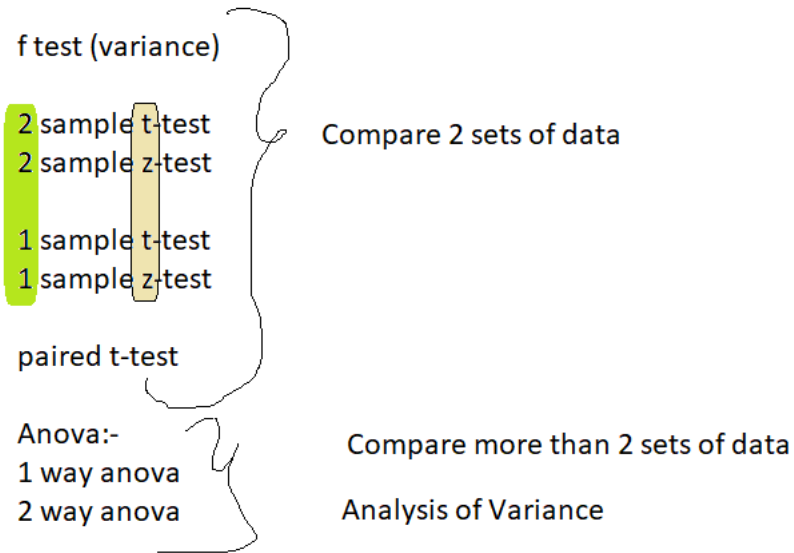 f test (variance)
2 sample t-test
Compare 2 sets of data
2 sample z-test
1 sample t-test
1 sample z-test
paired t-test
Anova:-
Compare more than 2 sets of data
1 way anova
2 way anova
Analysis of Variance